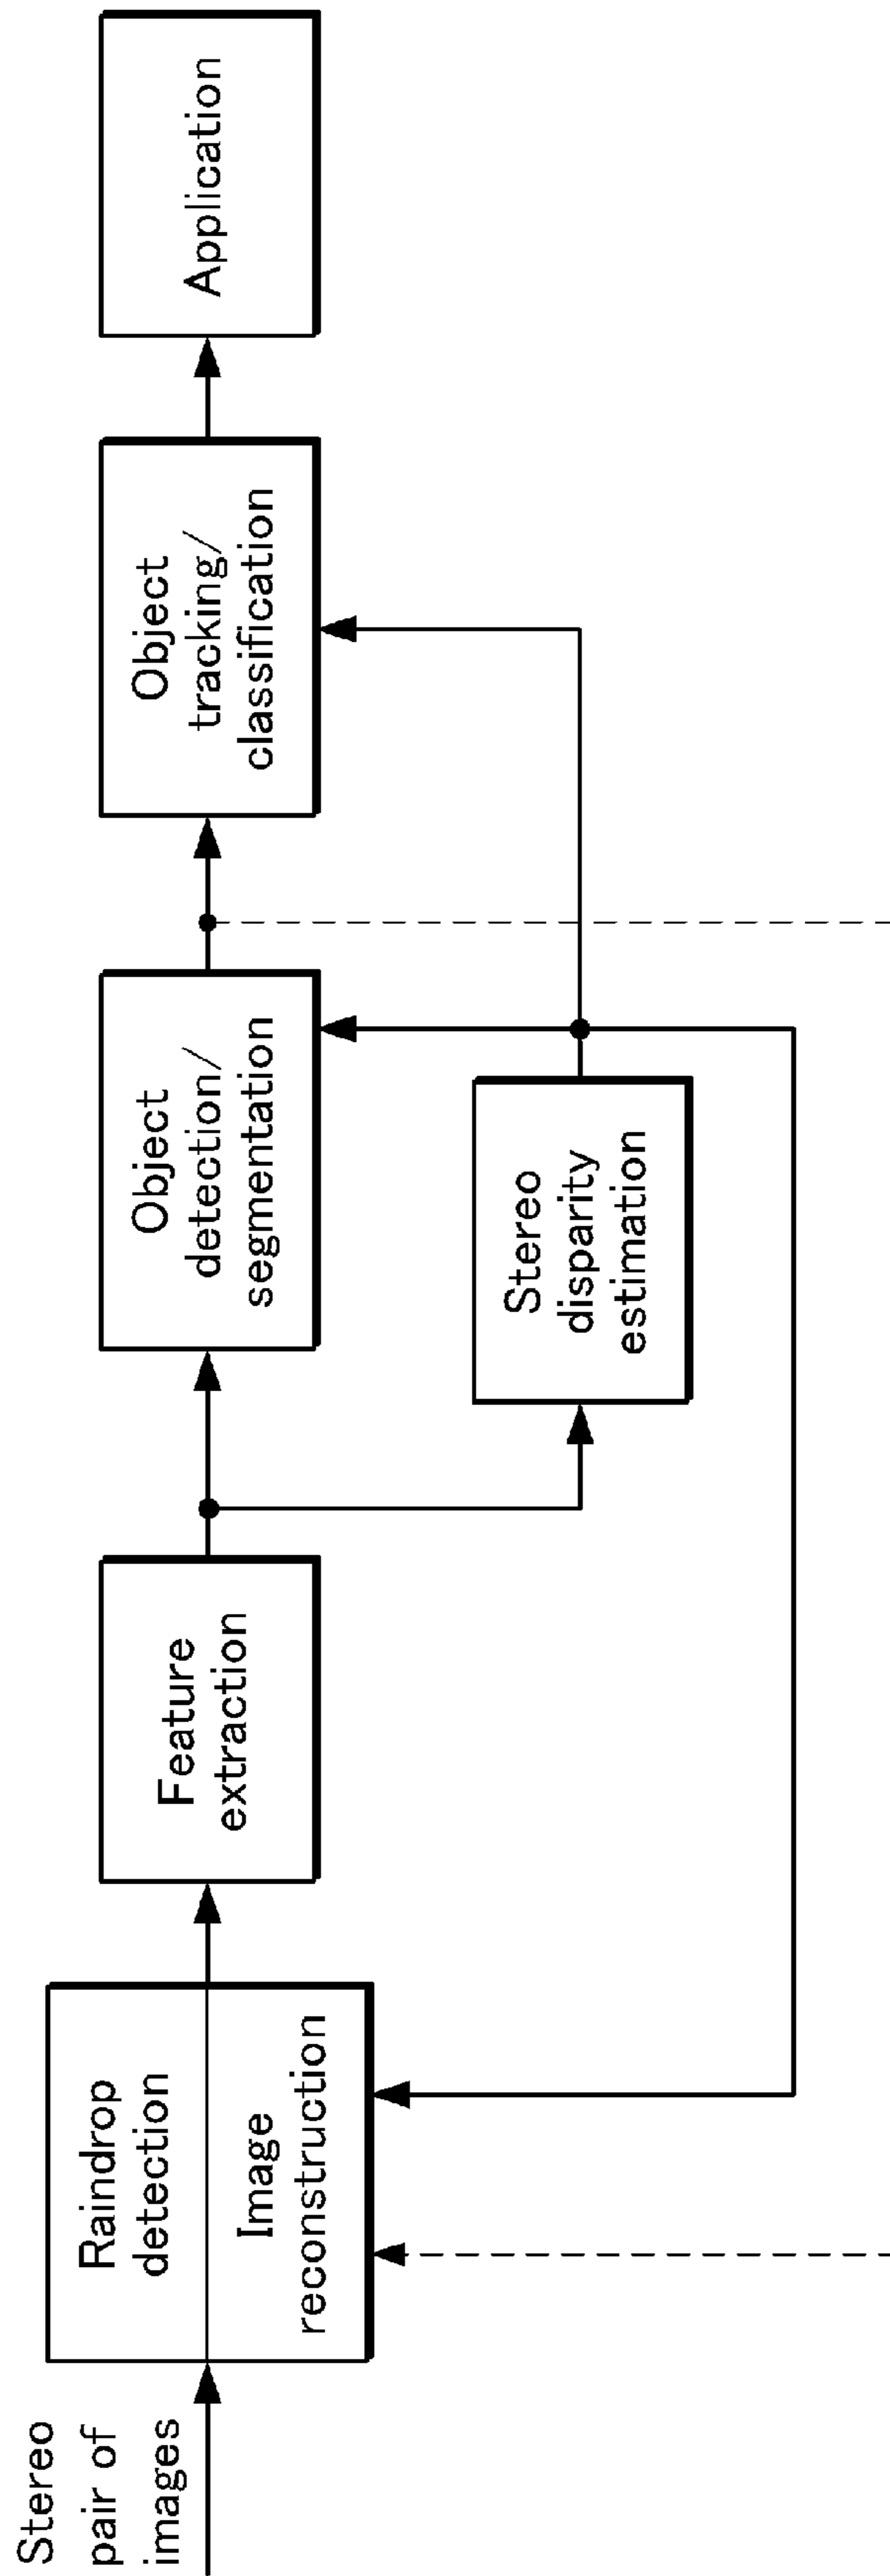 Stereo
pair of
images
Raindrop
detection
Image
reconstruction
Feature
extraction
Object
detection/
segmentation
Stereo
disparity
estimation
Object
tracking/
classification
Application